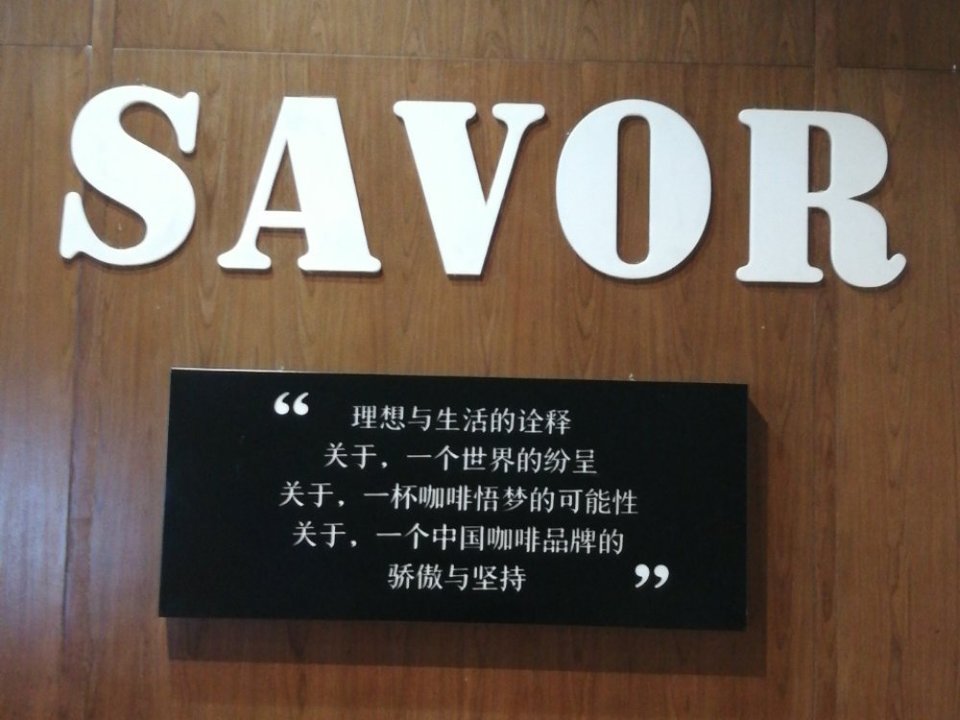 SAVOR
“ 理想与生活的诠释
关于，一个世界的纷呈
关于，一杯咖啡悟梦的可能性
关于，一个中国咖啡品牌的
骄傲与坚持 ”